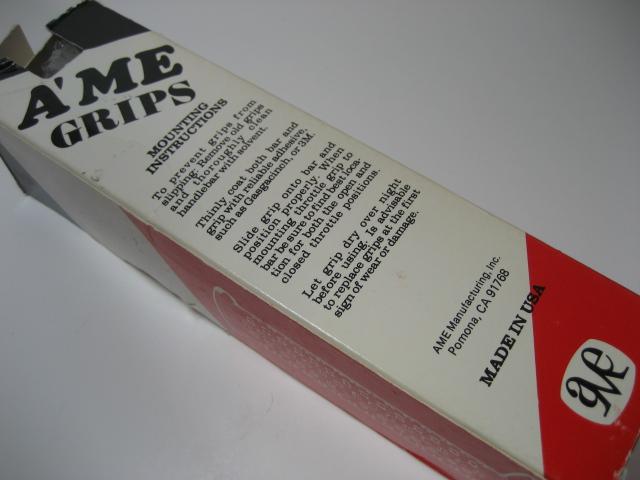 A'ME
GRIPS
MOUNTING
INSTRUCTIONS
To prevent grips from
slipping: Remove old grips
and thoroughly clean
handlebar with solvent.
Thinly coat both bar and
grip with reliable adhesive,
such as Gasgacinch, or 3M.
Slide grip onto bar and
position properly. When
mounting throttle grip to
bar be sure to find best loca-
tion for both the open and
closed throttle positions.
Let grip dry over night
before using. Is advisable
to replace grips at the first
sign of wear or damage.
AME Manufacturing, Inc.
Pomona, CA 91768
MADE IN USA
AME